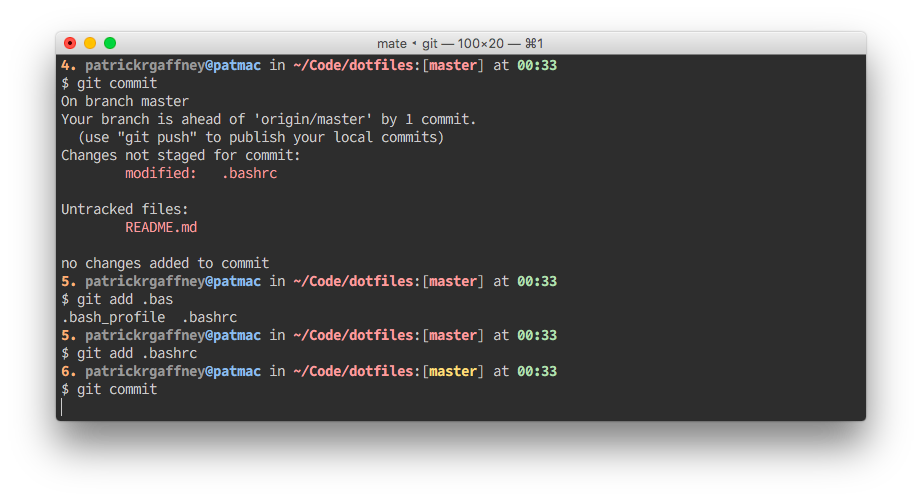 mate ◂ git — 100×20 — ⌘1
4. patrickrgaffney@patmac in ~/Code/dotfiles:[master] at 00:33
$ git commit
On branch master
Your branch is ahead of 'origin/master' by 1 commit.
  (use "git push" to publish your local commits)
Changes not staged for commit:
        modified:   .bashrc
Untracked files:
        README.md
no changes added to commit
5. patrickrgaffney@patmac in ~/Code/dotfiles:[master] at 00:33
$ git add .bas
.bash_profile  .bashrc
5. patrickrgaffney@patmac in ~/Code/dotfiles:[master] at 00:33
$ git add .bashrc
6. patrickrgaffney@patmac in ~/Code/dotfiles:[master] at 00:33
$ git commit